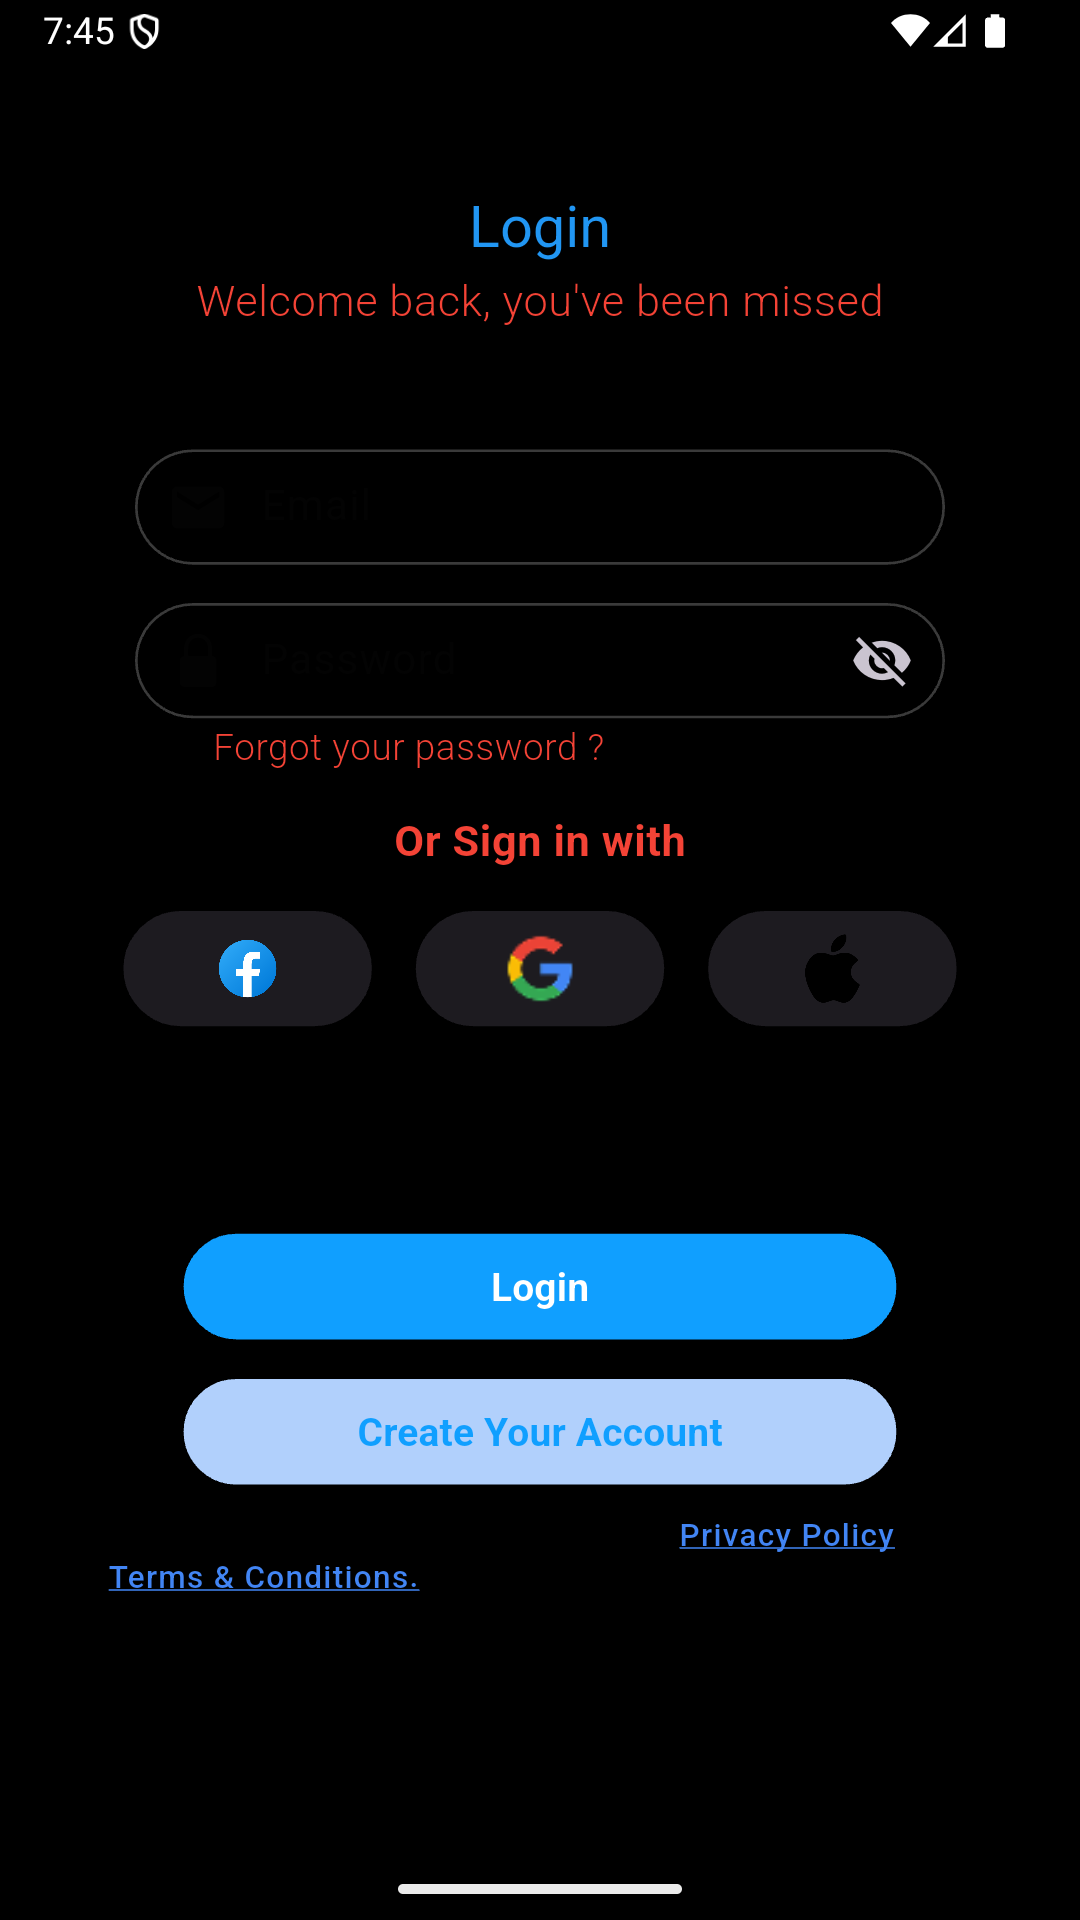 7:45
Login
Welcome back, you've been missed
Email
Password
Forgot your password ?
Or Sign in with
Login
Create Your Account
Privacy Policy
Terms & Conditions.